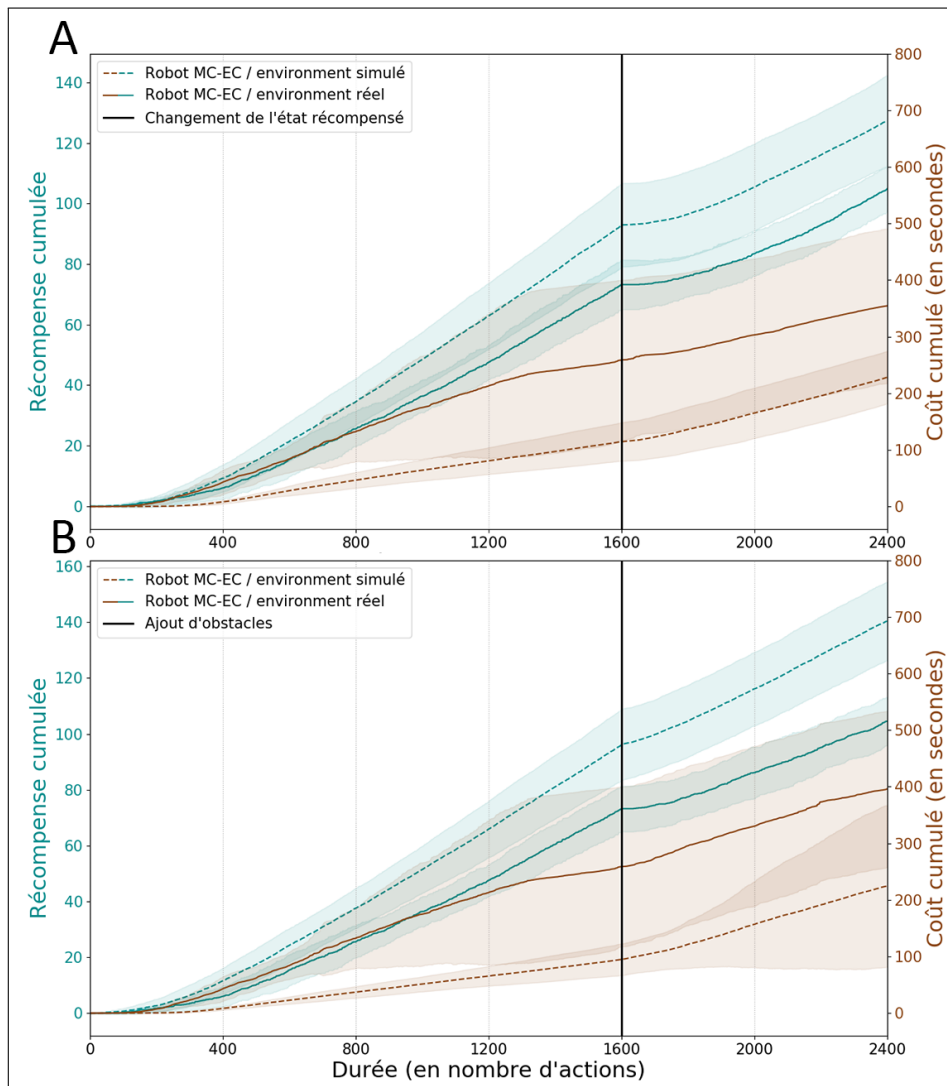 A
Récompense cumulée
140
120
100
80
60
40
20
0
Robot MC-EC / environment simulé
Robot MC-EC / environment réel
Changement de l'état récompensé
800
700
600
500
400
300
200
100
0
Coût cumulé (en secondes)
0 400 800 1200 1600 2000 2400
B
Récompense cumulée
160
140
120
100
80
60
40
20
0
Robot MC-EC / environment simulé
Robot MC-EC / environment réel
Ajout d'obstacles
800
700
600
500
400
300
200
100
0
Coût cumulé (en secondes)
0 400 800 1200 1600 2000 2400
Durée (en nombre d'actions)